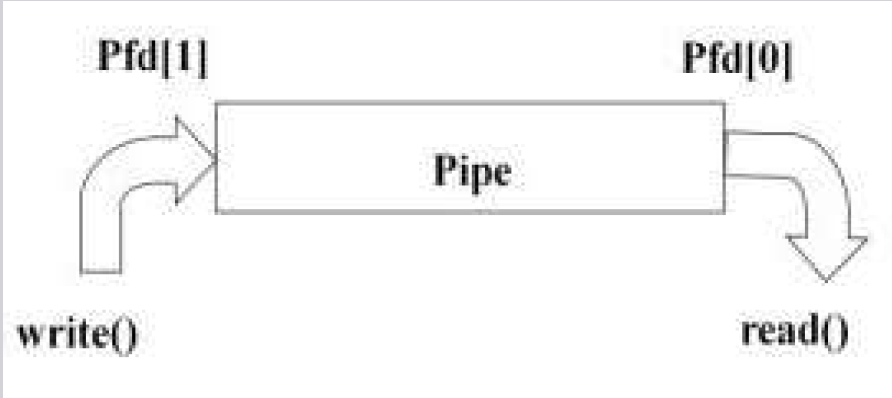 Pfd[1]
Pfd[0]
Pipe
write()
read()